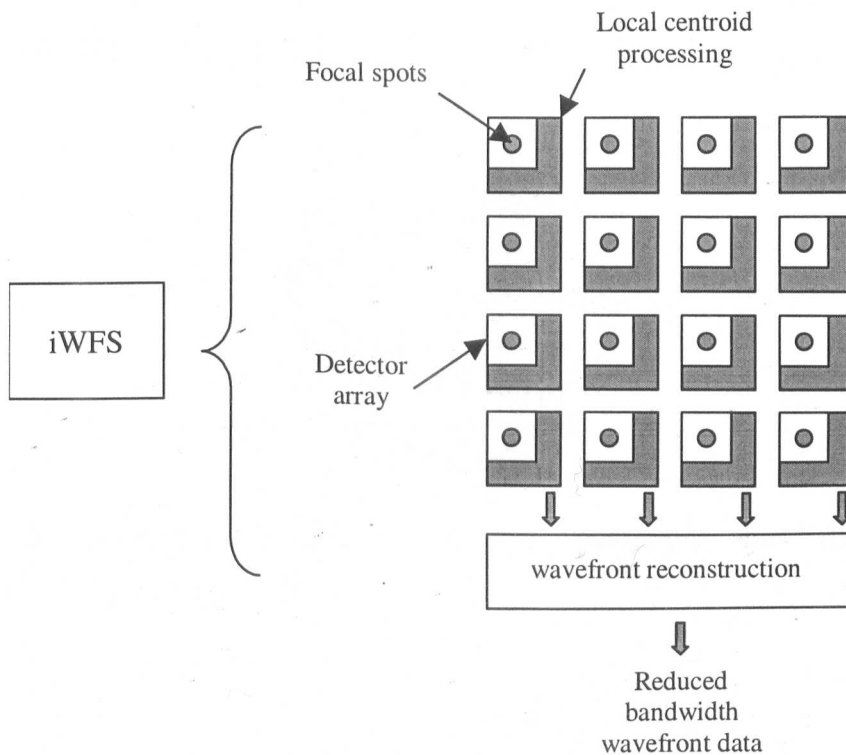 Local centroid
processing
Focal spots
iWFS
Detector
array
wavefront reconstruction
Reduced
bandwidth
wavefront data